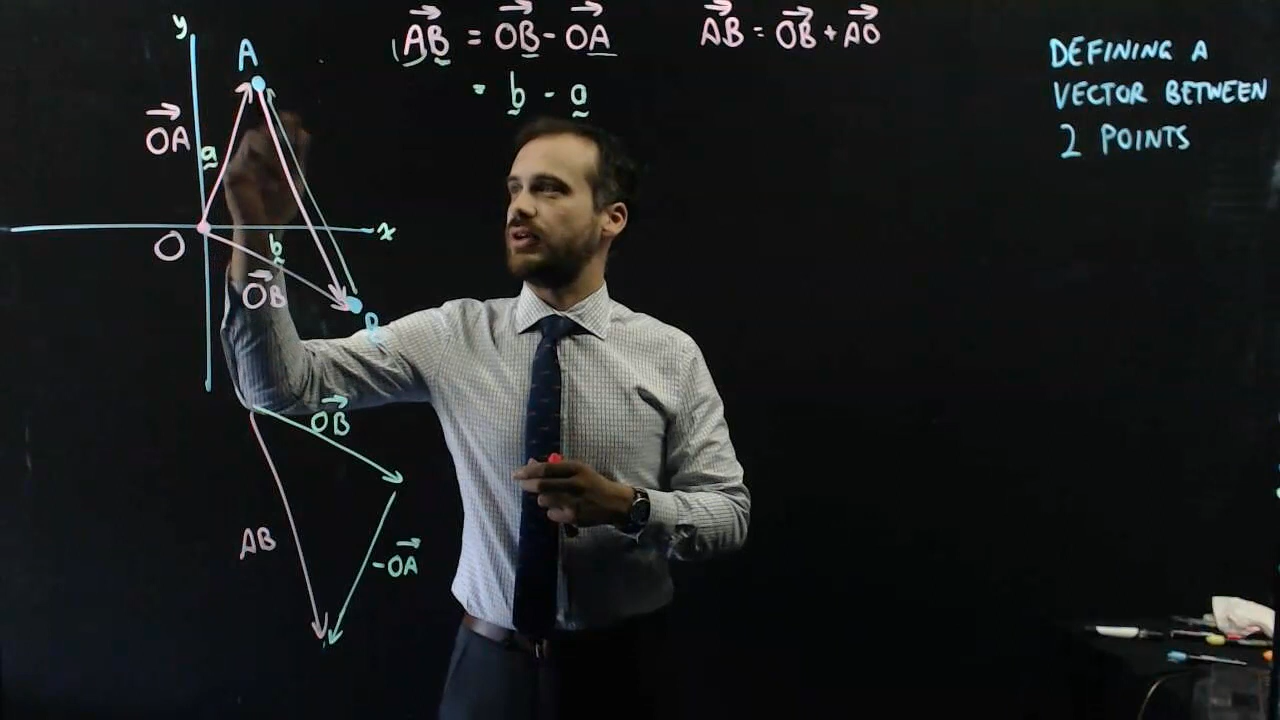 AB = OB - OA
= b - a
AB = OB + AO
DEFINING A
VECTOR BETWEEN
2 POINTS
y
A
OA
a
x
O
b
OB
B
OB
AB
-OA